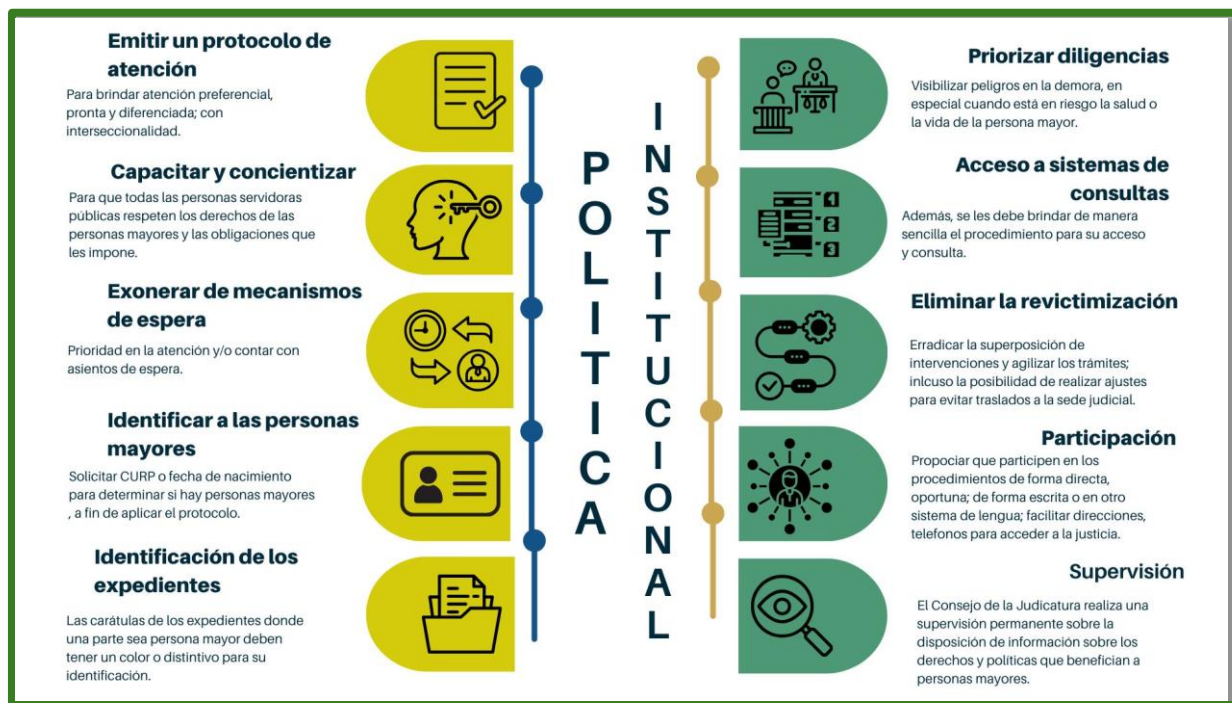 Emitir un protocolo de
atención
Para brindar atención preferencial,
pronta y diferenciada; con
interseccionalidad.
Capacitar y concientizar
Para que todas las personas servidoras
públicas respeten los derechos de las
personas mayores y las obligaciones que
les impone.
Exonerar de mecanismos
de espera
Prioridad en la atención y/o contar con
asientos de espera.
Identificar a las personas
mayores
Solicitar CURP o fecha de nacimiento
para determinar si hay personas mayores
, a fin de aplicar el protocolo.
Identificación de los
expedientes
Las carátulas de los expedientes donde
una parte sea persona mayor deben
tener un color o distintivo para su
identificación.
POLITICA
INSTITUCIONAL
Priorizar diligencias
Visibilizar peligros en la demora, en
especial cuando está en riesgo la salud o
la vida de la persona mayor.
Acceso a sistemas de
consultas
1
2
3
Además, se les debe brindar de manera
sencilla el procedimiento para su acceso
y consulta.
Eliminar la revictimización
Erradicar la superposición de
intervenciones y agilizar los trámites;
inlcuso la posibilidad de realizar ajustes
para evitar traslados a la sede judicial.
Participación
Propociar que participen en los
procedimientos de forma directa,
oportuna; de forma escrita o en otro
sistema de lengua; facilitar direcciones,
telefonos para acceder a la justicia.
Supervisión
El Consejo de la Judicatura realiza una
supervisión permanente sobre la
disposición de información sobre los
derechos y políticas que benefician a
personas mayores.